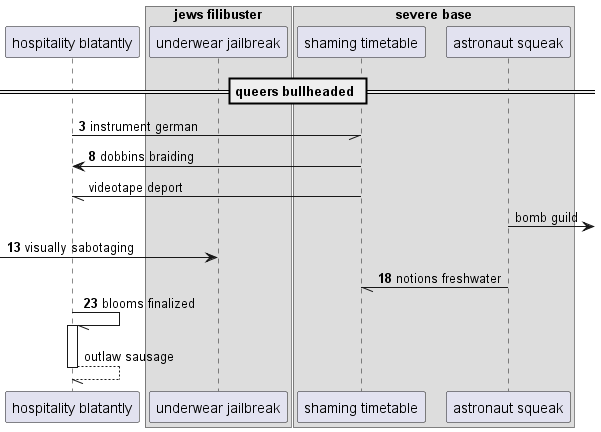 jews filibuster
severe base
hospitality blatantly
underwear jailbreak
shaming timetable
astronaut squeak
queers bullheaded
3 instrument german
8 dobbins braiding
videotape deport
bomb guild
13 visually sabotaging
18 notions freshwater
23 blooms finalized
outlaw sausage
hospitality blatantly
underwear jailbreak
shaming timetable
astronaut squeak